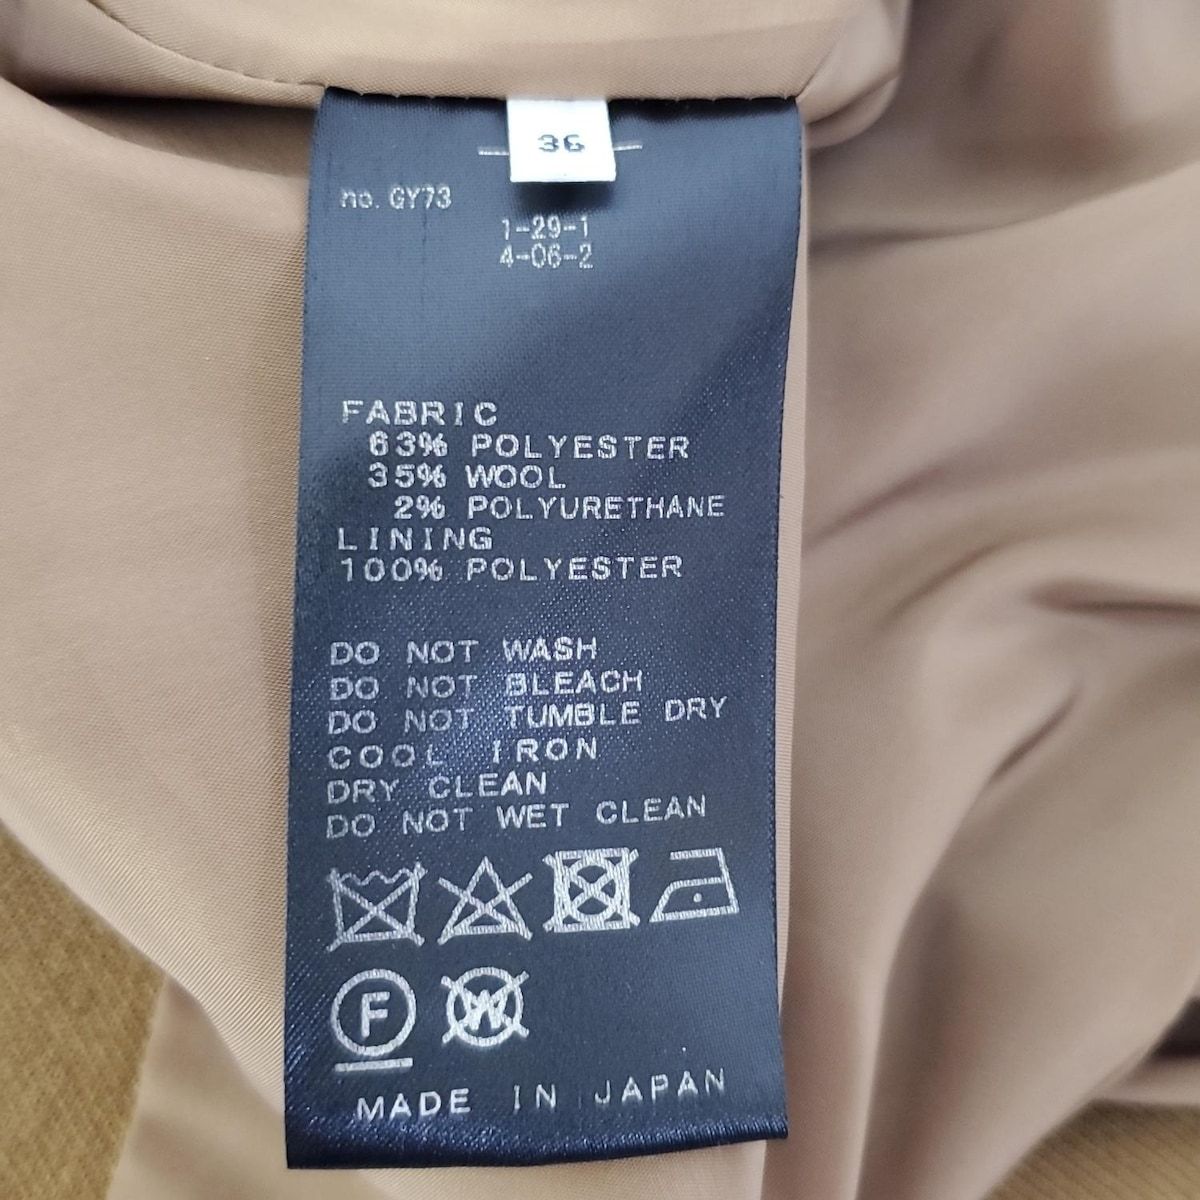 36
no. GY73
1-29-1
4-06-2
FABRIC
63% POLYESTER
35% WOOL
2% POLYURETHANE
LINING
100% POLYESTER
DO NOT WASH
DO NOT BLEACH
DO NOT TUMBLE DRY
COOL IRON
DRY CLEAN
DO NOT WET CLEAN
F W
MADE IN JAPAN